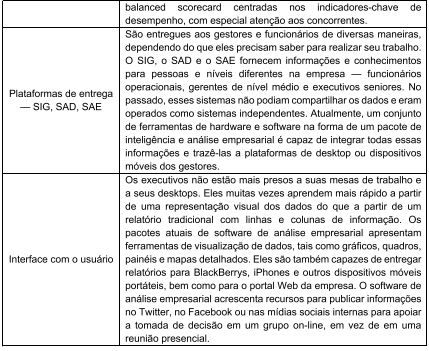 balanced scorecard centradas nos indicadores-chave de
desempenho, com especial atenção aos concorrentes.
Plataformas de entrega
— SIG, SAD, SAE
São entregues aos gestores e funcionários de diversas maneiras,
dependendo do que eles precisam saber para realizar seu trabalho.
O SIG, o SAD e o SAE fornecem informações e conhecimentos
para pessoas e níveis diferentes na empresa — funcionários
operacionais, gerentes de nível médio e executivos seniores. No
passado, esses sistemas não podiam compartilhar os dados e eram
operados como sistemas independentes. Atualmente, um conjunto
de ferramentas de hardware e software na forma de um pacote de
inteligência e análise empresarial é capaz de integrar todas essas
informações e trazê-las a plataformas de desktop ou dispositivos
móveis dos gestores.
Interface com o usuário
Os executivos não estão mais presos a suas mesas de trabalho e
a seus desktops. Eles muitas vezes aprendem mais rápido a partir
de uma representação visual dos dados do que a partir de um
relatório tradicional com linhas e colunas de informação. Os
pacotes atuais de software de análise empresarial apresentam
ferramentas de visualização de dados, tais como gráficos, quadros,
painéis e mapas detalhados. Eles são também capazes de entregar
relatórios para BlackBerrys, iPhones e outros dispositivos móveis
portáteis, bem como para o portal Web da empresa. O software de
análise empresarial acrescenta recursos para publicar informações
no Twitter, no Facebook ou nas mídias sociais internas para apoiar
a tomada de decisão em um grupo on-line, em vez de em uma
reunião presencial.